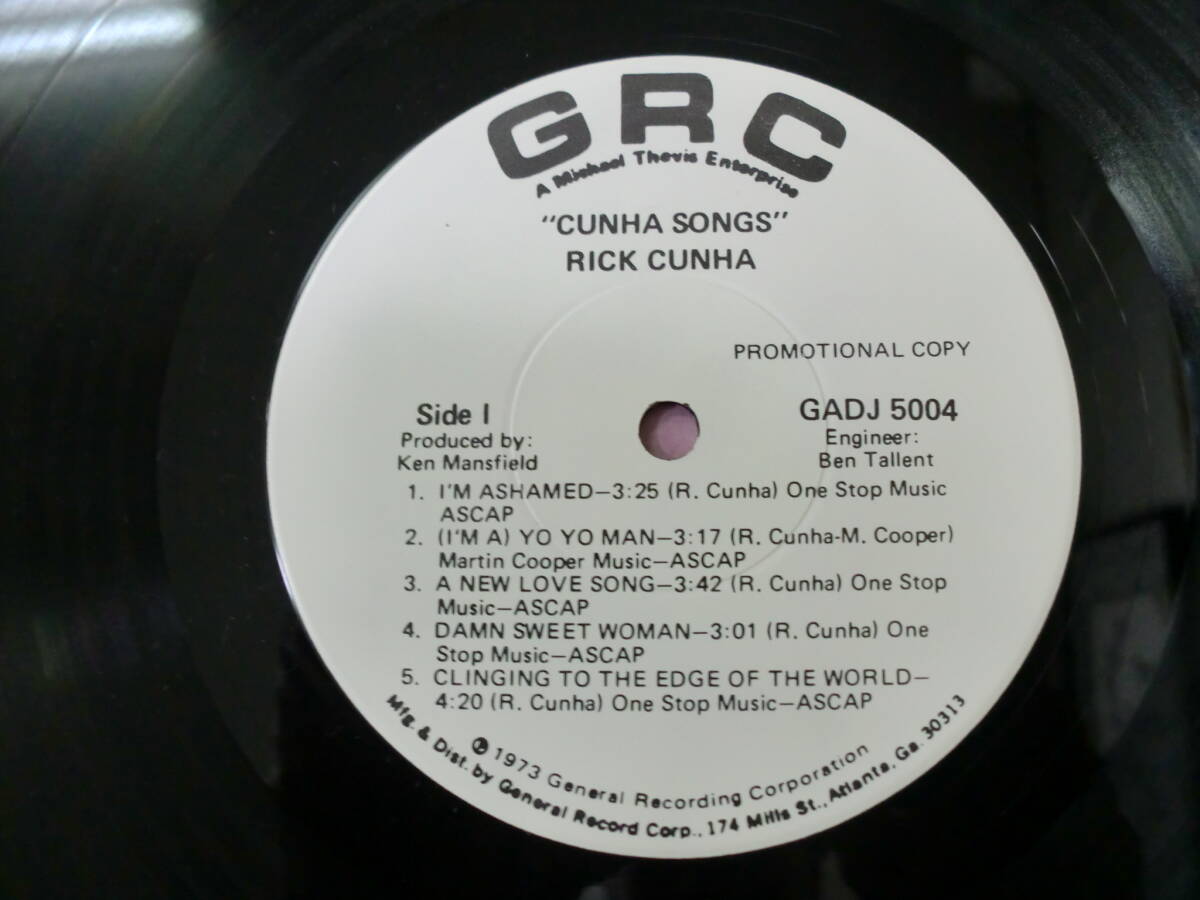 GRC
A Michael Thevis Enterprise
"CUNHA SONGS"
RICK CUNHA
PROMOTIONAL COPY
Side I
GADJ 5004
Produced by:
Ken Mansfield
Engineer:
Ben Tallent
1. I'M ASHAMED—3:25 (R. Cunha) One Stop Music
ASCAP
2. (I'M A) YO YO MAN—3:17 (R. Cunha-M. Cooper)
Martin Cooper Music—ASCAP
3. A NEW LOVE SONG—3:42 (R. Cunha) One Stop
Music—ASCAP
4. DAMN SWEET WOMAN—3:01 (R. Cunha) One
Stop Music—ASCAP
5. CLINGING TO THE EDGE OF THE WORLD—
4:20 (R. Cunha) One Stop Music—ASCAP
℗ 1973 General Recording Corporation
Mfg. & Dist. by General Record Corp., 174 Mills St., Atlanta, Ga. 30313